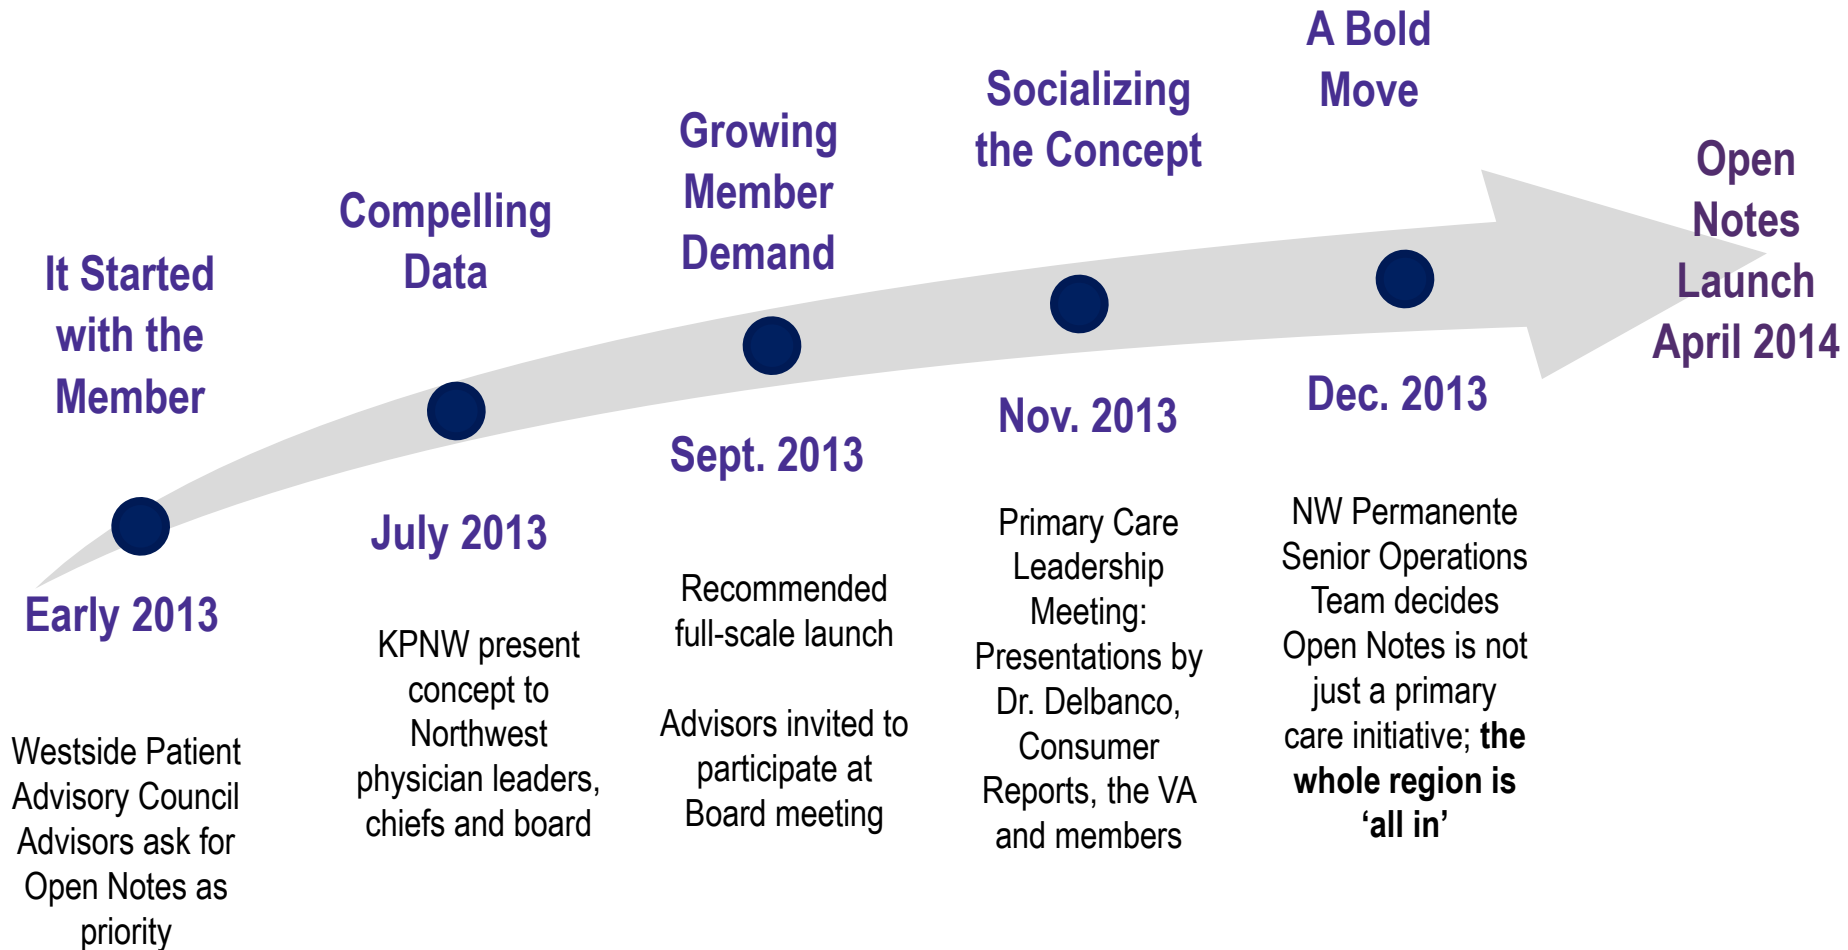 It Started
with the
Member
Early 2013
Westside Patient
Advisory Council
Advisors ask for
Open Notes as
priority
Compelling
Data
July 2013
KPNW present
concept to
Northwest
physician leaders,
chiefs and board
Growing
Member
Demand
Sept. 2013
Recommended
full-scale launch
Advisors invited to
participate at
Board meeting
Socializing
the Concept
Nov. 2013
Primary Care
Leadership
Meeting:
Presentations by
Dr. Delbanco,
Consumer
Reports, the VA
and members
A Bold
Move
Dec. 2013
NW Permanente
Senior Operations
Team decides
Open Notes is not
just a primary
care initiative; the
whole region is
‘all in’
Open
Notes
Launch
April 2014